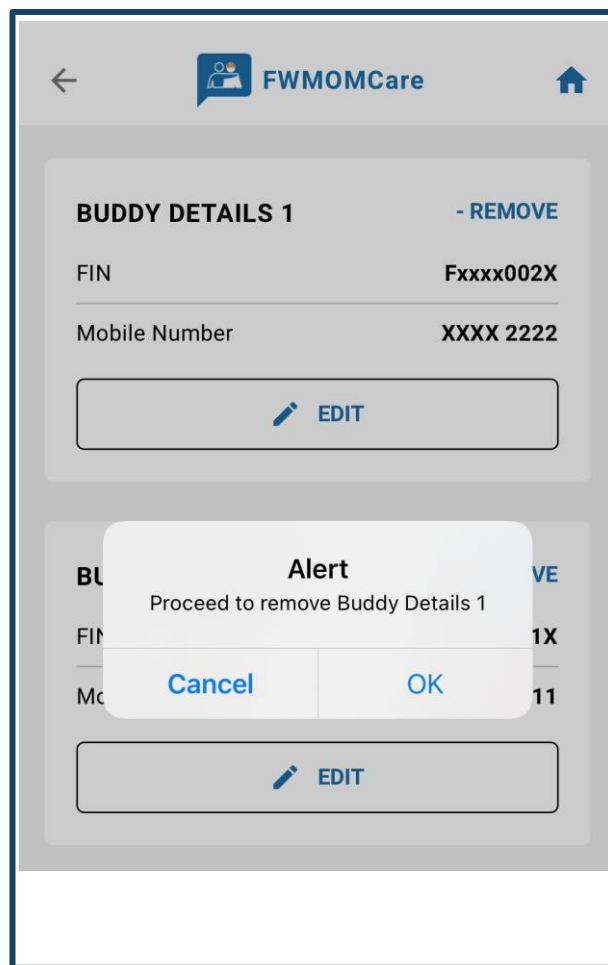 FWMOMCare
BUDDY DETAILS 1 - REMOVE
FIN Fxxxx002X
Mobile Number XXXX 2222
EDIT
Alert
Proceed to remove Buddy Details 1
Cancel OK
EDIT